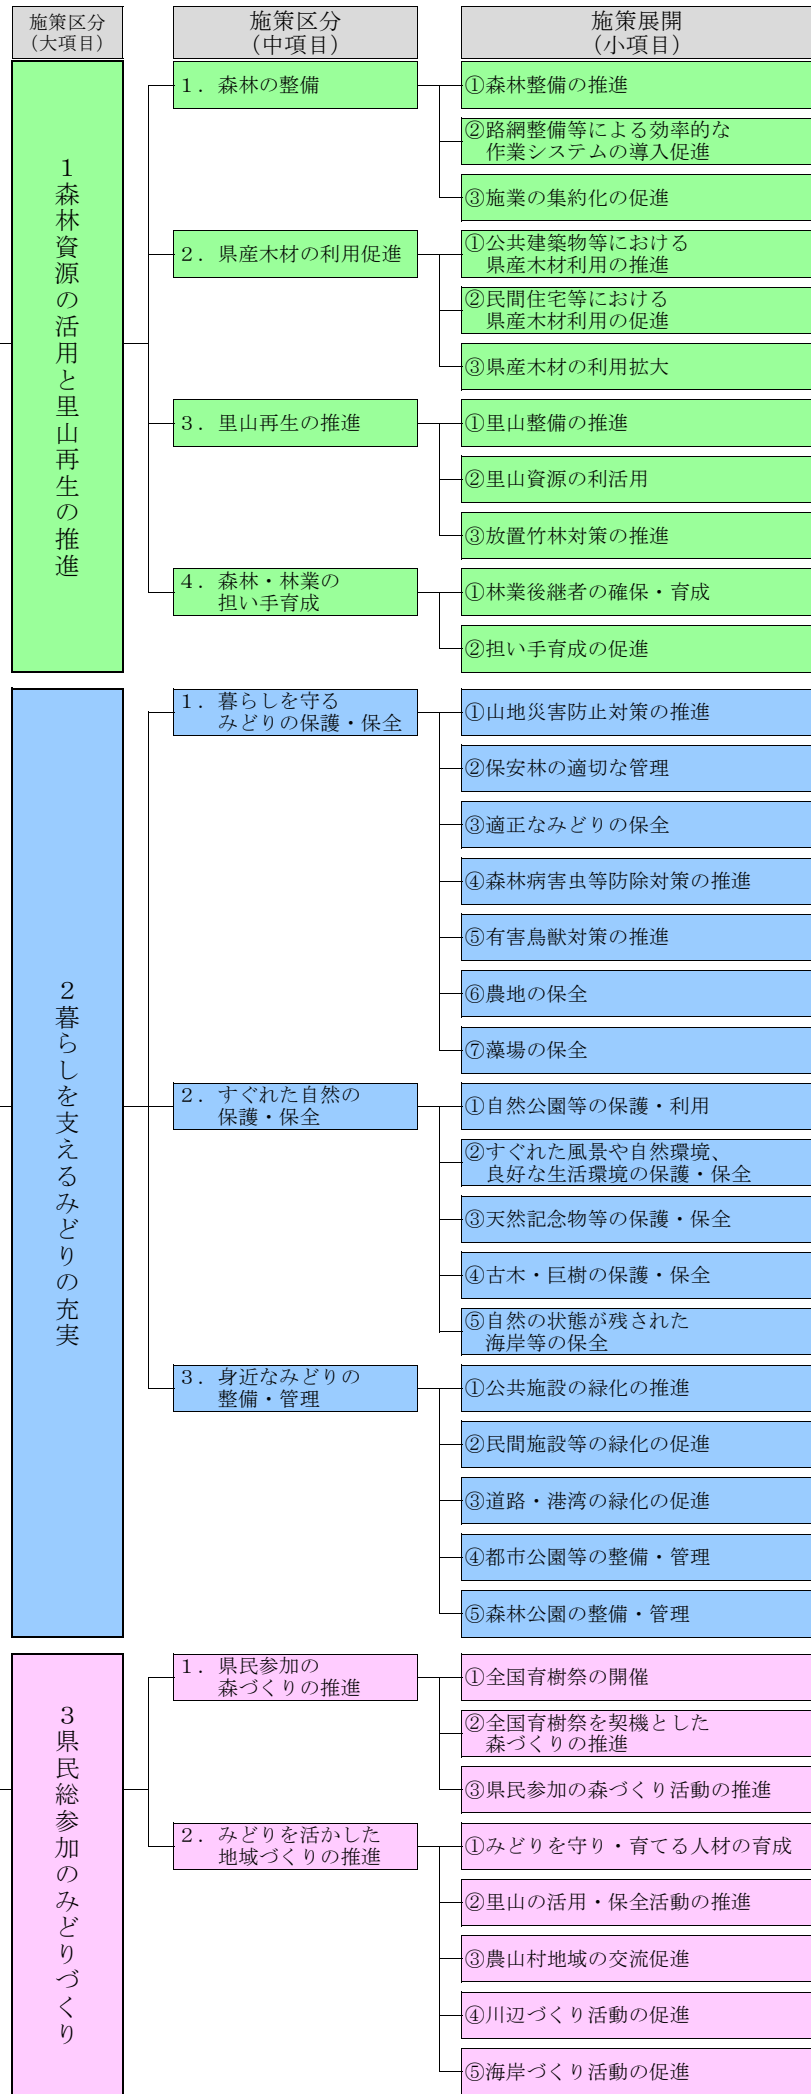 施策区分
（大項目）
施策区分
（中項目）
施策展開
（小項目）
１森林資源の活用と里山再生の推進
１．森林の整備
①森林整備の推進
②路網整備等による効率的な
作業システムの導入促進
③施業の集約化の促進
２．県産木材の利用促進
①公共建築物等における
県産木材利用の推進
②民間住宅等における
県産木材利用の促進
③県産木材の利用拡大
３．里山再生の推進
①里山整備の推進
②里山資源の利活用
③放置竹林対策の推進
４．森林・林業の
担い手育成
①林業後継者の確保・育成
②担い手育成の促進
２暮らしを支えるみどりの充実
１．暮らしを守る
みどりの保護・保全
①山地災害防止対策の推進
②保安林の適切な管理
③適正なみどりの保全
④森林病害虫等防除対策の推進
⑤有害鳥獣対策の推進
⑥農地の保全
⑦藻場の保全
２．すぐれた自然の
保護・保全
①自然公園等の保護・利用
②すぐれた風景や自然環境、
良好な生活環境の保護・保全
③天然記念物等の保護・保全
④古木・巨樹の保護・保全
⑤自然の状態が残された
海岸等の保全
３．身近なみどりの
整備・管理
①公共施設の緑化の推進
②民間施設等の緑化の促進
③道路・港湾の緑化の促進
④都市公園等の整備・管理
⑤森林公園の整備・管理
３県民総参加のみどりづくり
１．県民参加の
森づくりの推進
①全国育樹祭の開催
②全国育樹祭を契機とした
森づくりの推進
③県民参加の森づくり活動の推進
２．みどりを活かした
地域づくりの推進
①みどりを守り・育てる人材の育成
②里山の活用・保全活動の推進
③農山村地域の交流促進
④川辺づくり活動の促進
⑤海岸づくり活動の促進